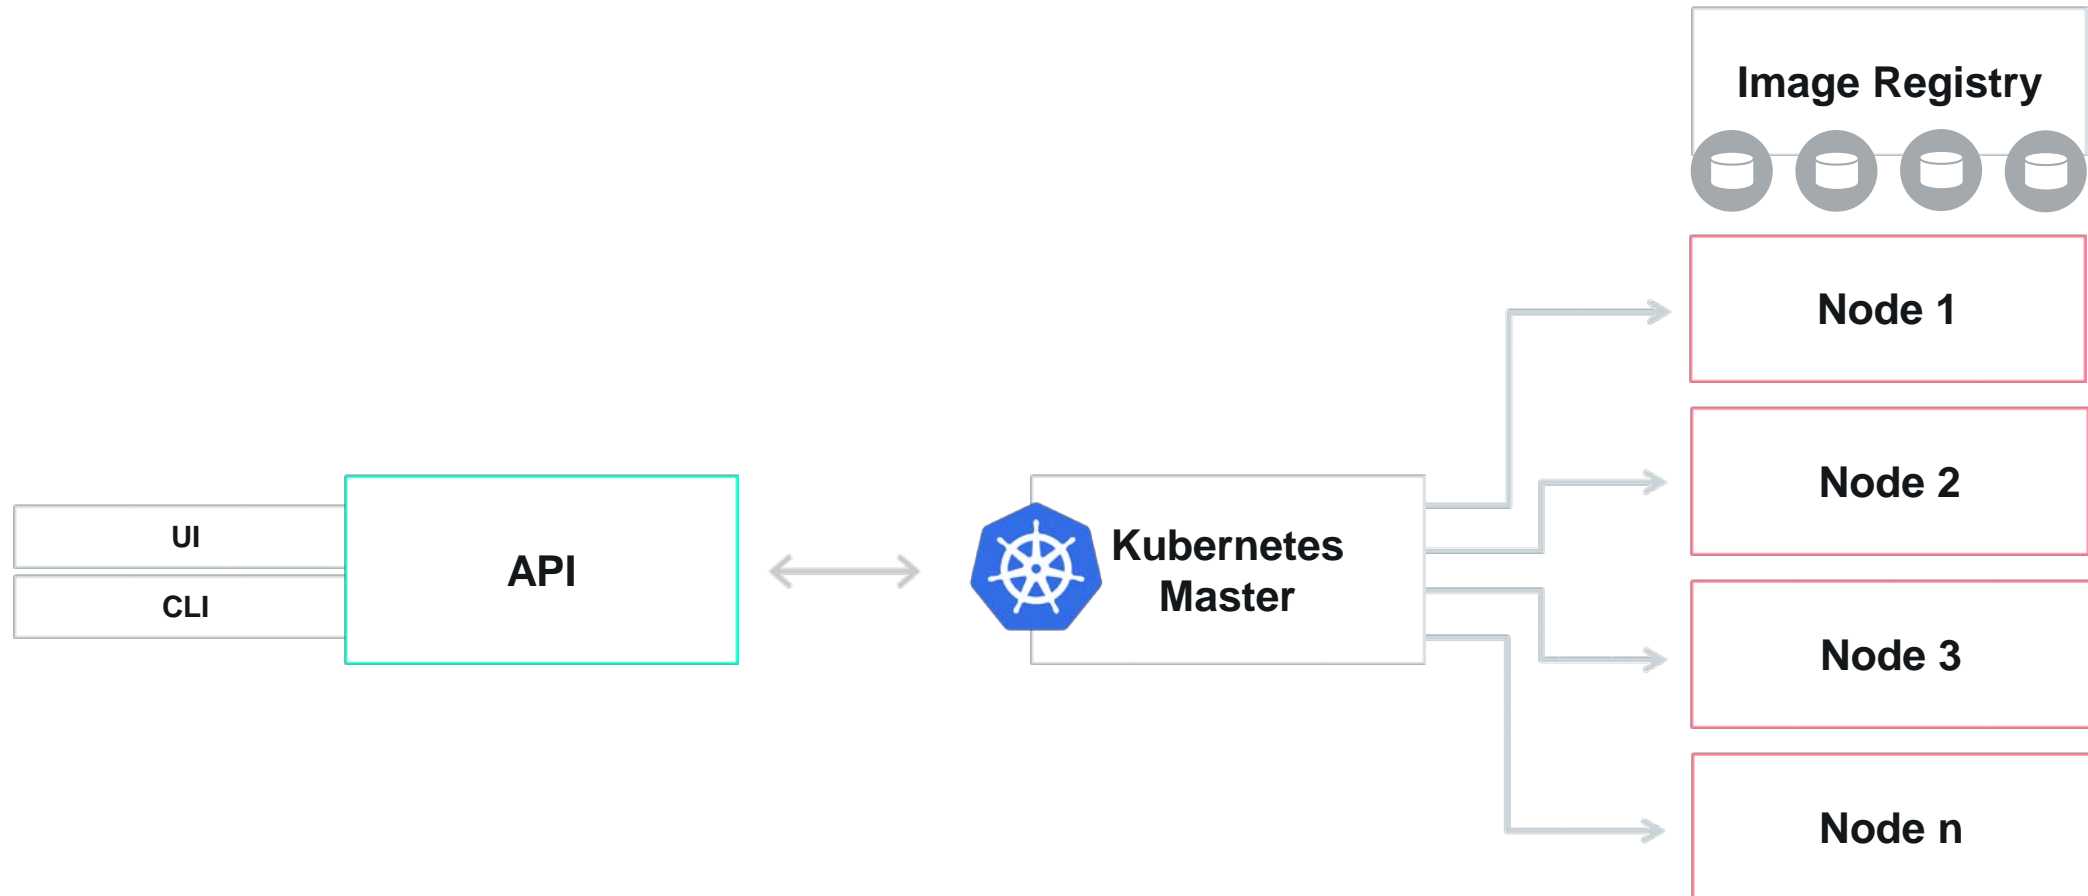 Image Registry
Node 1
Node 2
UI
CLI
API
Kubernetes
Master
Node 3
Node n